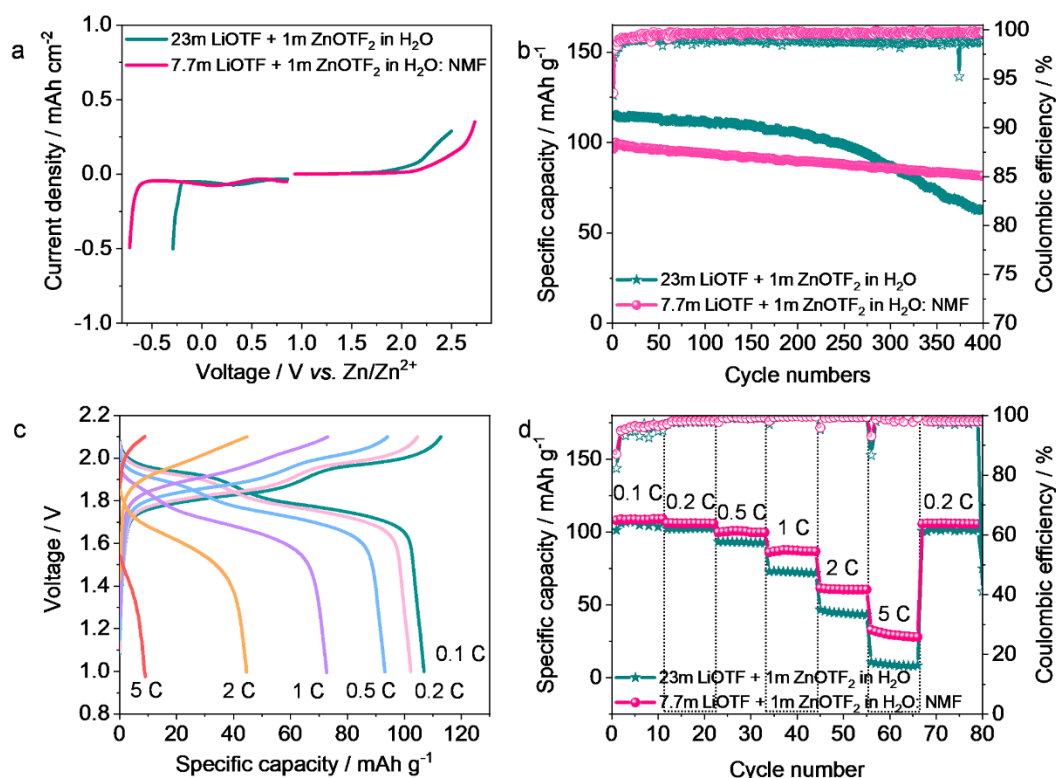 a
1.0
0.5
0.0
-0.5
-1.0
Current density / mAh cm⁻²
23m LiOTF + 1m ZnOTF₂ in H₂O
7.7m LiOTF + 1m ZnOTF₂ in H₂O: NMF
-0.5 0.0 0.5 1.0 1.5 2.0 2.5
Voltage / V vs. Zn/Zn²⁺
b
150
100
50
0
Specific capacity / mAh g⁻¹
100
95
90
85
80
75
70
Coulombic efficiency / %
23m LiOTF + 1m ZnOTF₂ in H₂O
7.7m LiOTF + 1m ZnOTF₂ in H₂O: NMF
0 50 100 150 200 250 300 350 400
Cycle numbers
c
2.2
2.0
1.8
1.6
1.4
1.2
1.0
0.8
Voltage / V
0.1 C
5 C 2 C 1 C 0.5 C 0.2 C
0 20 40 60 80 100 120
Specific capacity / mAh g⁻¹
d
150
100
50
0
Specific capacity / mAh g⁻¹
100
80
60
40
20
0
Coulombic efficiency / %
0.1 C 0.2 C 0.5 C 1 C 2 C 5 C 0.2 C
23m LiOTF + 1m ZnOTF₂ in H₂O
7.7m LiOTF + 1m ZnOTF₂ in H₂O: NMF
0 10 20 30 40 50 60 70 80
Cycle number